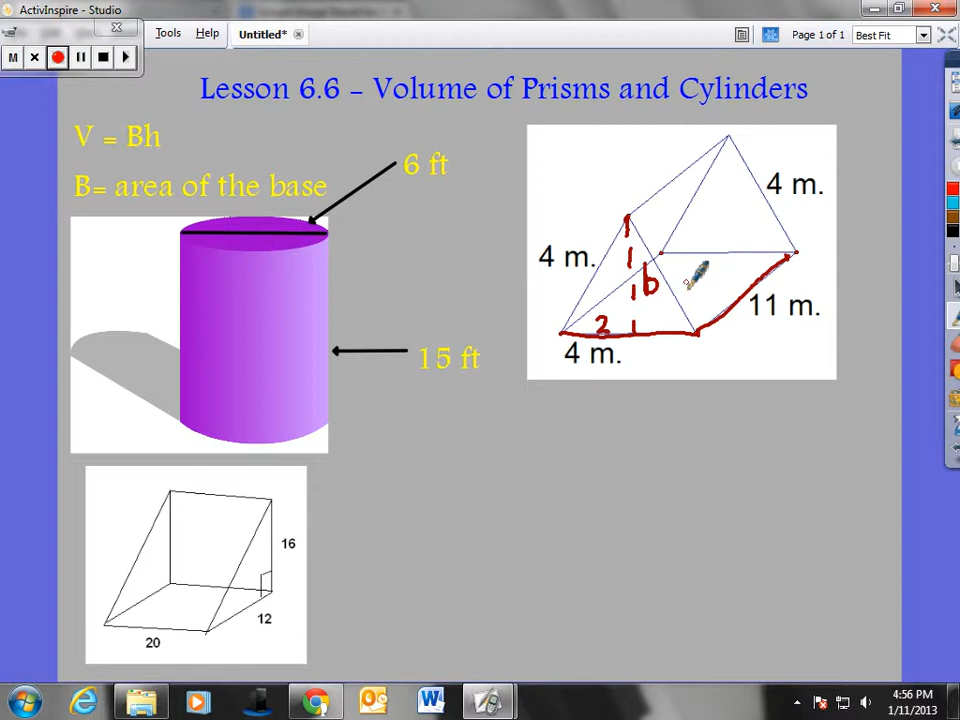 ActivInspire - Studio
M
Tools Help Untitled* Page 1 of 1 Best Fit
Lesson 6.6 - Volume of Prisms and Cylinders
V = Bh
B= area of the base
6 ft
15 ft
4 m.
4 m.
b
2
11 m.
4 m.
16
12
20
W
4:56 PM
1/11/2013